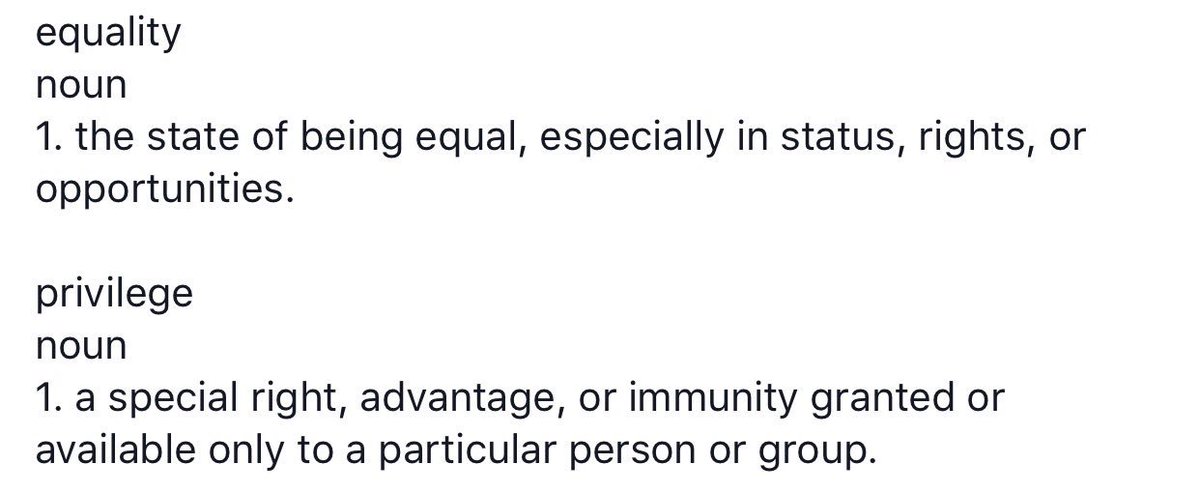 equality
noun
1. the state of being equal, especially in status, rights, or
opportunities.
privilege
noun
1. a special right, advantage, or immunity granted or
available only to a particular person or group.